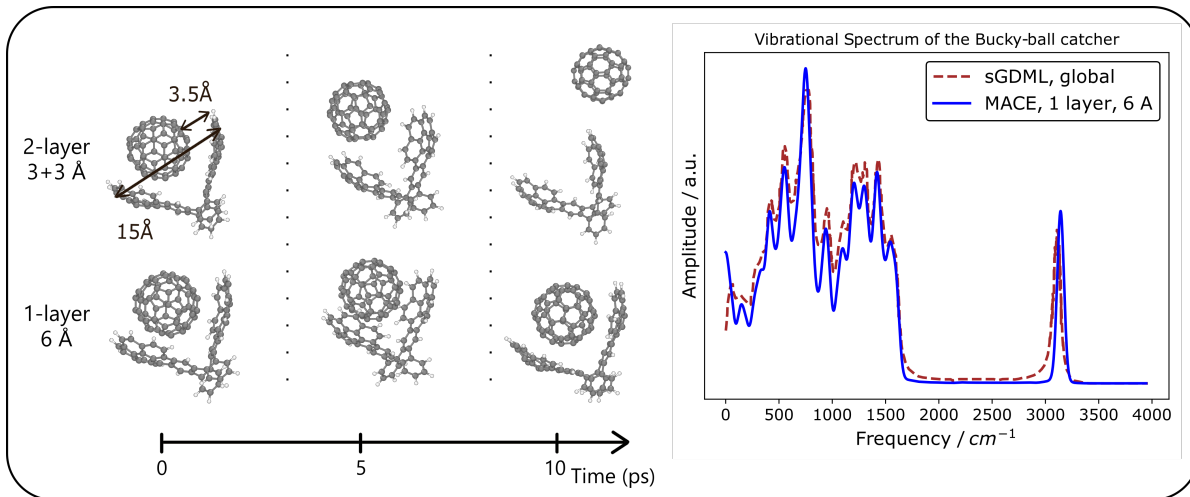 2-layer
3+3 Å
3.5Å
15Å
1-layer
6 Å
0
5
10
Time (ps)
Vibrational Spectrum of the Bucky-ball catcher
sGDML, global
MACE, 1 layer, 6 A
Amplitude / a.u.
0 500 1000 1500 2000 2500 3000 3500 4000
Frequency / cm⁻¹